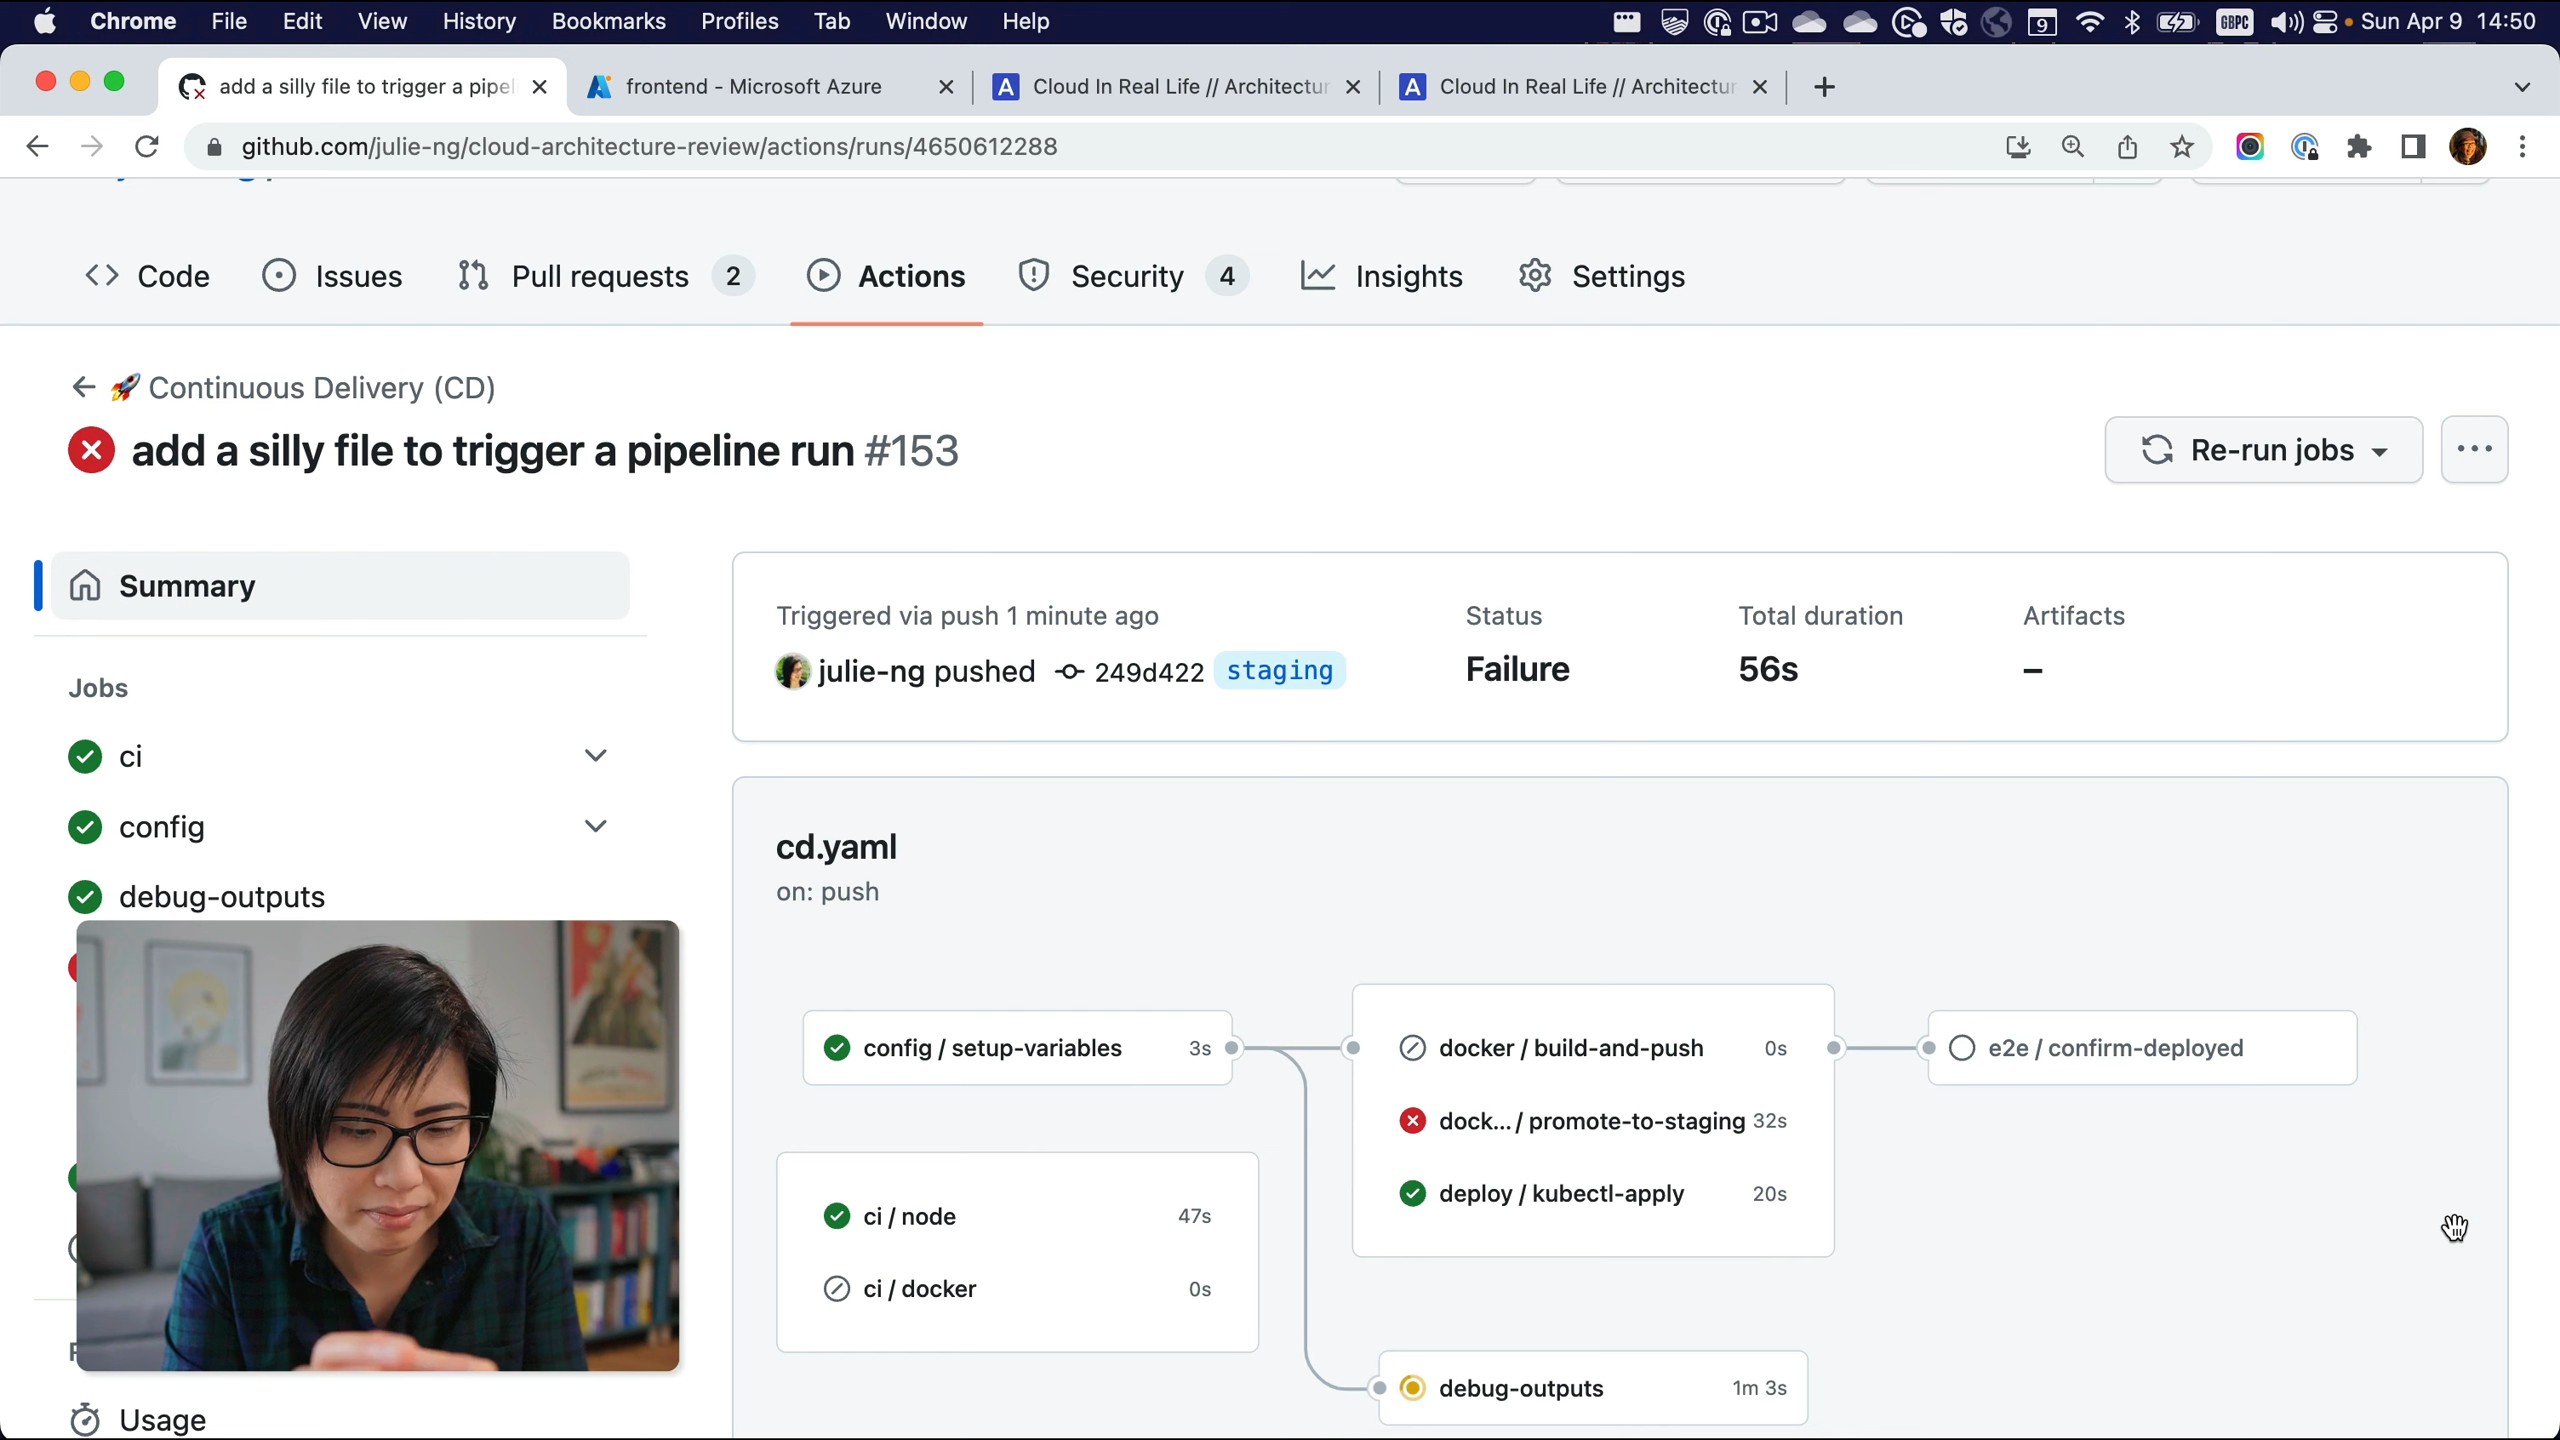 Chrome File Edit View History Bookmarks Profiles Tab Window Help 9 GBPC Sun Apr 9 14:50
add a silly file to trigger a pipel
frontend - Microsoft Azure
A Cloud In Real Life // Architectur
A Cloud In Real Life // Architectur
github.com/julie-ng/cloud-architecture-review/actions/runs/4650612288
Code Issues Pull requests 2 Actions Security 4 Insights Settings
Continuous Delivery (CD)
add a silly file to trigger a pipeline run #153
Re-run jobs
Summary
Jobs
ci
config
debug-outputs
Usage
Triggered via push 1 minute ago
julie-ng pushed 249d422 staging
Status
Failure
Total duration
56s
Artifacts
–
cd.yaml
on: push
config / setup-variables 3s
ci / node 47s
ci / docker 0s
docker / build-and-push 0s
dock... / promote-to-staging 32s
deploy / kubectl-apply 20s
debug-outputs 1m 3s
e2e / confirm-deployed